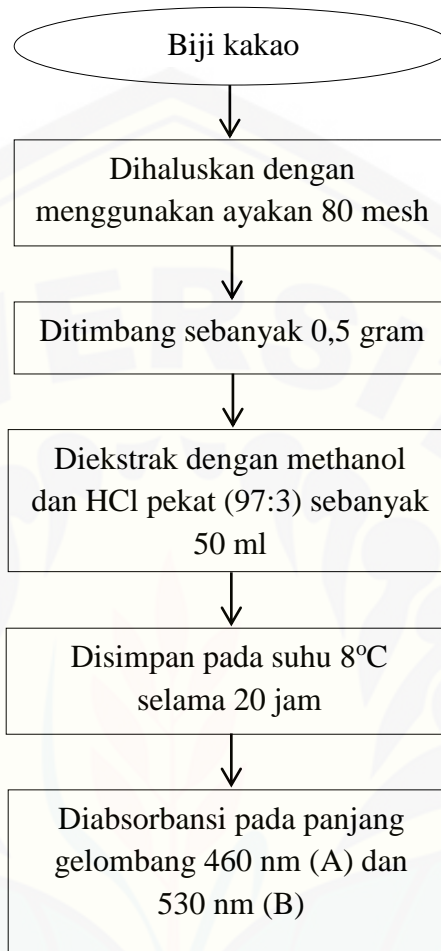 Biji kakao
Dihaluskan dengan
menggunakan ayakan 80 mesh
Ditimbang sebanyak 0,5 gram
Diekstrak dengan methanol
dan HCl pekat (97:3) sebanyak
50 ml
Disimpan pada suhu 8°C
selama 20 jam
Diabsorbansi pada panjang
gelombang 460 nm (A) dan
530 nm (B)